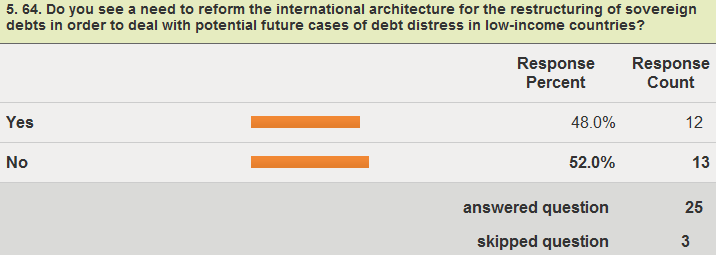 5. 64. Do you see a need to reform the international architecture for the restructuring of sovereign
debts in order to deal with potential future cases of debt distress in low-income countries?
Response Percent Response Count
Yes 48.0% 12
No 52.0% 13
answered question 25
skipped question 3